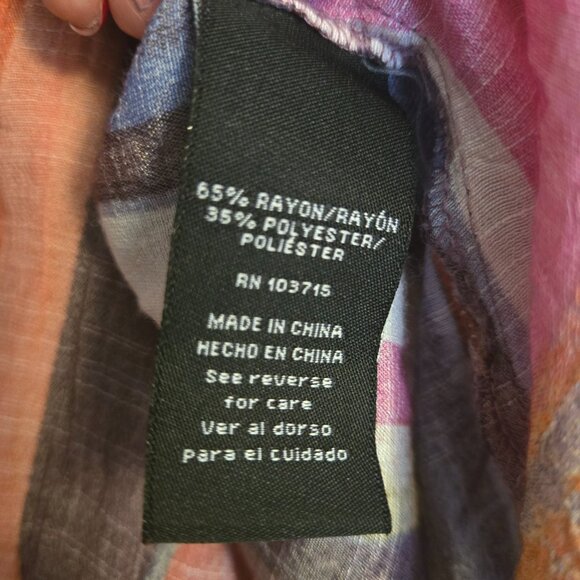 65% RAYON/RAYÓN
35% POLYESTER/
POLIÉSTER
RN 103715
MADE IN CHINA
HECHO EN CHINA
See reverse
for care
Ver al dorso
Para el cuidado